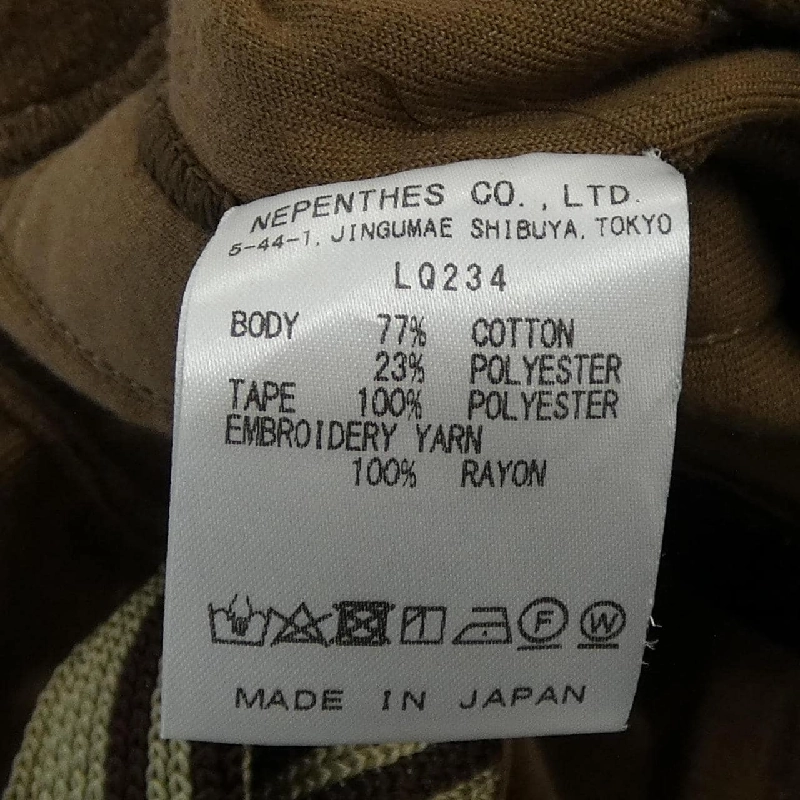 NEPENTHES CO., LTD.
5-44-1, JINGUMAE SHIBUYA, TOKYO
LQ234
BODY 77% COTTON
23% POLYESTER
TAPE 100% POLYESTER
EMBROIDERY YARN
100% RAYON
F W
MADE IN JAPAN